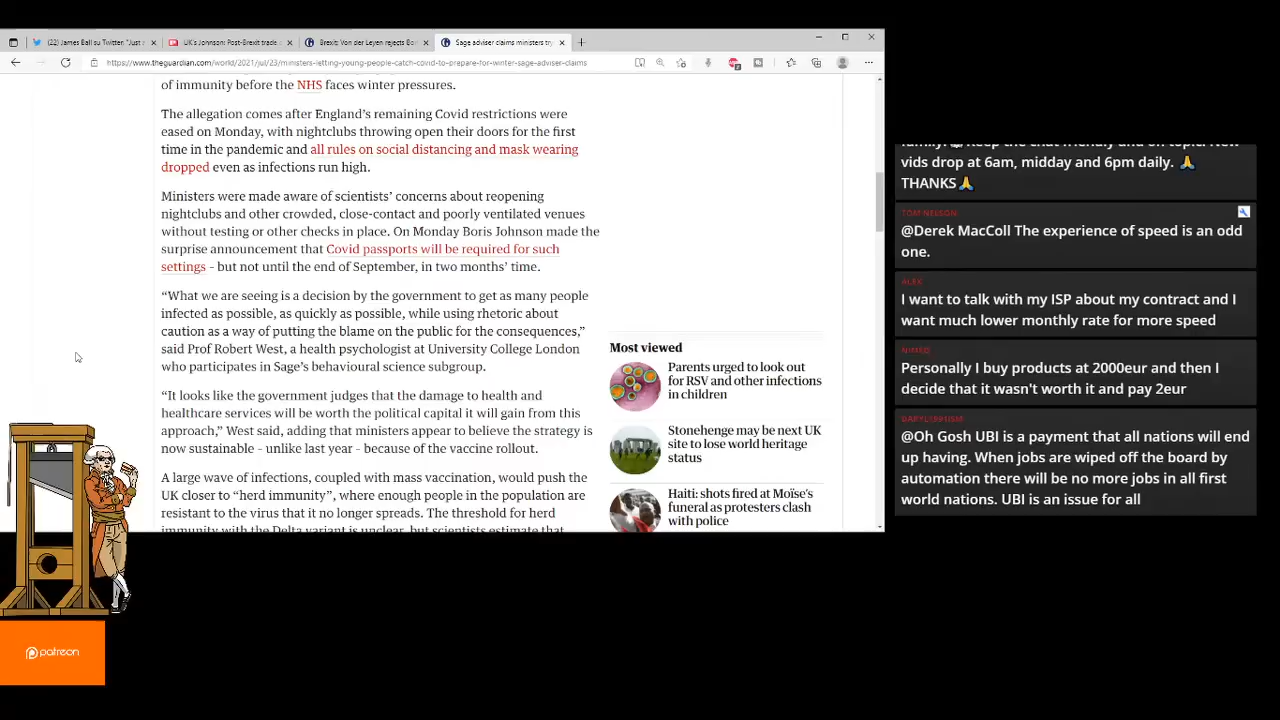 (22) James Ball su Twitter: "Just a
UK's Johnson: Post-Brexit trade
Brexit: Von der Leyen rejects Bori
Sage adviser claims ministers try
https://www.theguardian.com/world/2021/jul/23/ministers-letting-young-people-catch-covid-to-prepare-for-winter-sage-adviser-claims
of immunity before the NHS faces winter pressures.
The allegation comes after England's remaining Covid restrictions were
eased on Monday, with nightclubs throwing open their doors for the first
time in the pandemic and all rules on social distancing and mask wearing
dropped even as infections run high.
Ministers were made aware of scientists' concerns about reopening
nightclubs and other crowded, close-contact and poorly ventilated venues
without testing or other checks in place. On Monday Boris Johnson made the
surprise announcement that Covid passports will be required for such
settings – but not until the end of September, in two months' time.
"What we are seeing is a decision by the government to get as many people
infected as possible, as quickly as possible, while using rhetoric about
caution as a way of putting the blame on the public for the consequences,"
said Prof Robert West, a health psychologist at University College London
who participates in Sage's behavioural science subgroup.
"It looks like the government judges that the damage to health and
healthcare services will be worth the political capital it will gain from this
approach," West said, adding that ministers appear to believe the strategy is
now sustainable – unlike last year – because of the vaccine rollout.
A large wave of infections, coupled with mass vaccination, would push the
UK closer to "herd immunity", where enough people in the population are
resistant to the virus that it no longer spreads. The threshold for herd
immunity with the Delta variant is unclear, but scientists estimate that
Most viewed
Parents urged to look out
for RSV and other infections
in children
Stonehenge may be next UK
site to lose world heritage
status
Haiti: shots fired at Moïse's
funeral as protesters clash
with police
vids drop at 6am, midday and 6pm daily. 🙏
THANKS🙏
TOM NELSON
@Derek MacColl The experience of speed is an odd
one.
ALEX
I want to talk with my ISP about my contract and I
want much lower monthly rate for more speed
Personally I buy products at 2000eur and then I
decide that it wasn't worth it and pay 2eur
DARYL1991ISM
@Oh Gosh UBI is a payment that all nations will end
up having. When jobs are wiped off the board by
automation there will be no more jobs in all first
world nations. UBI is an issue for all
patreon